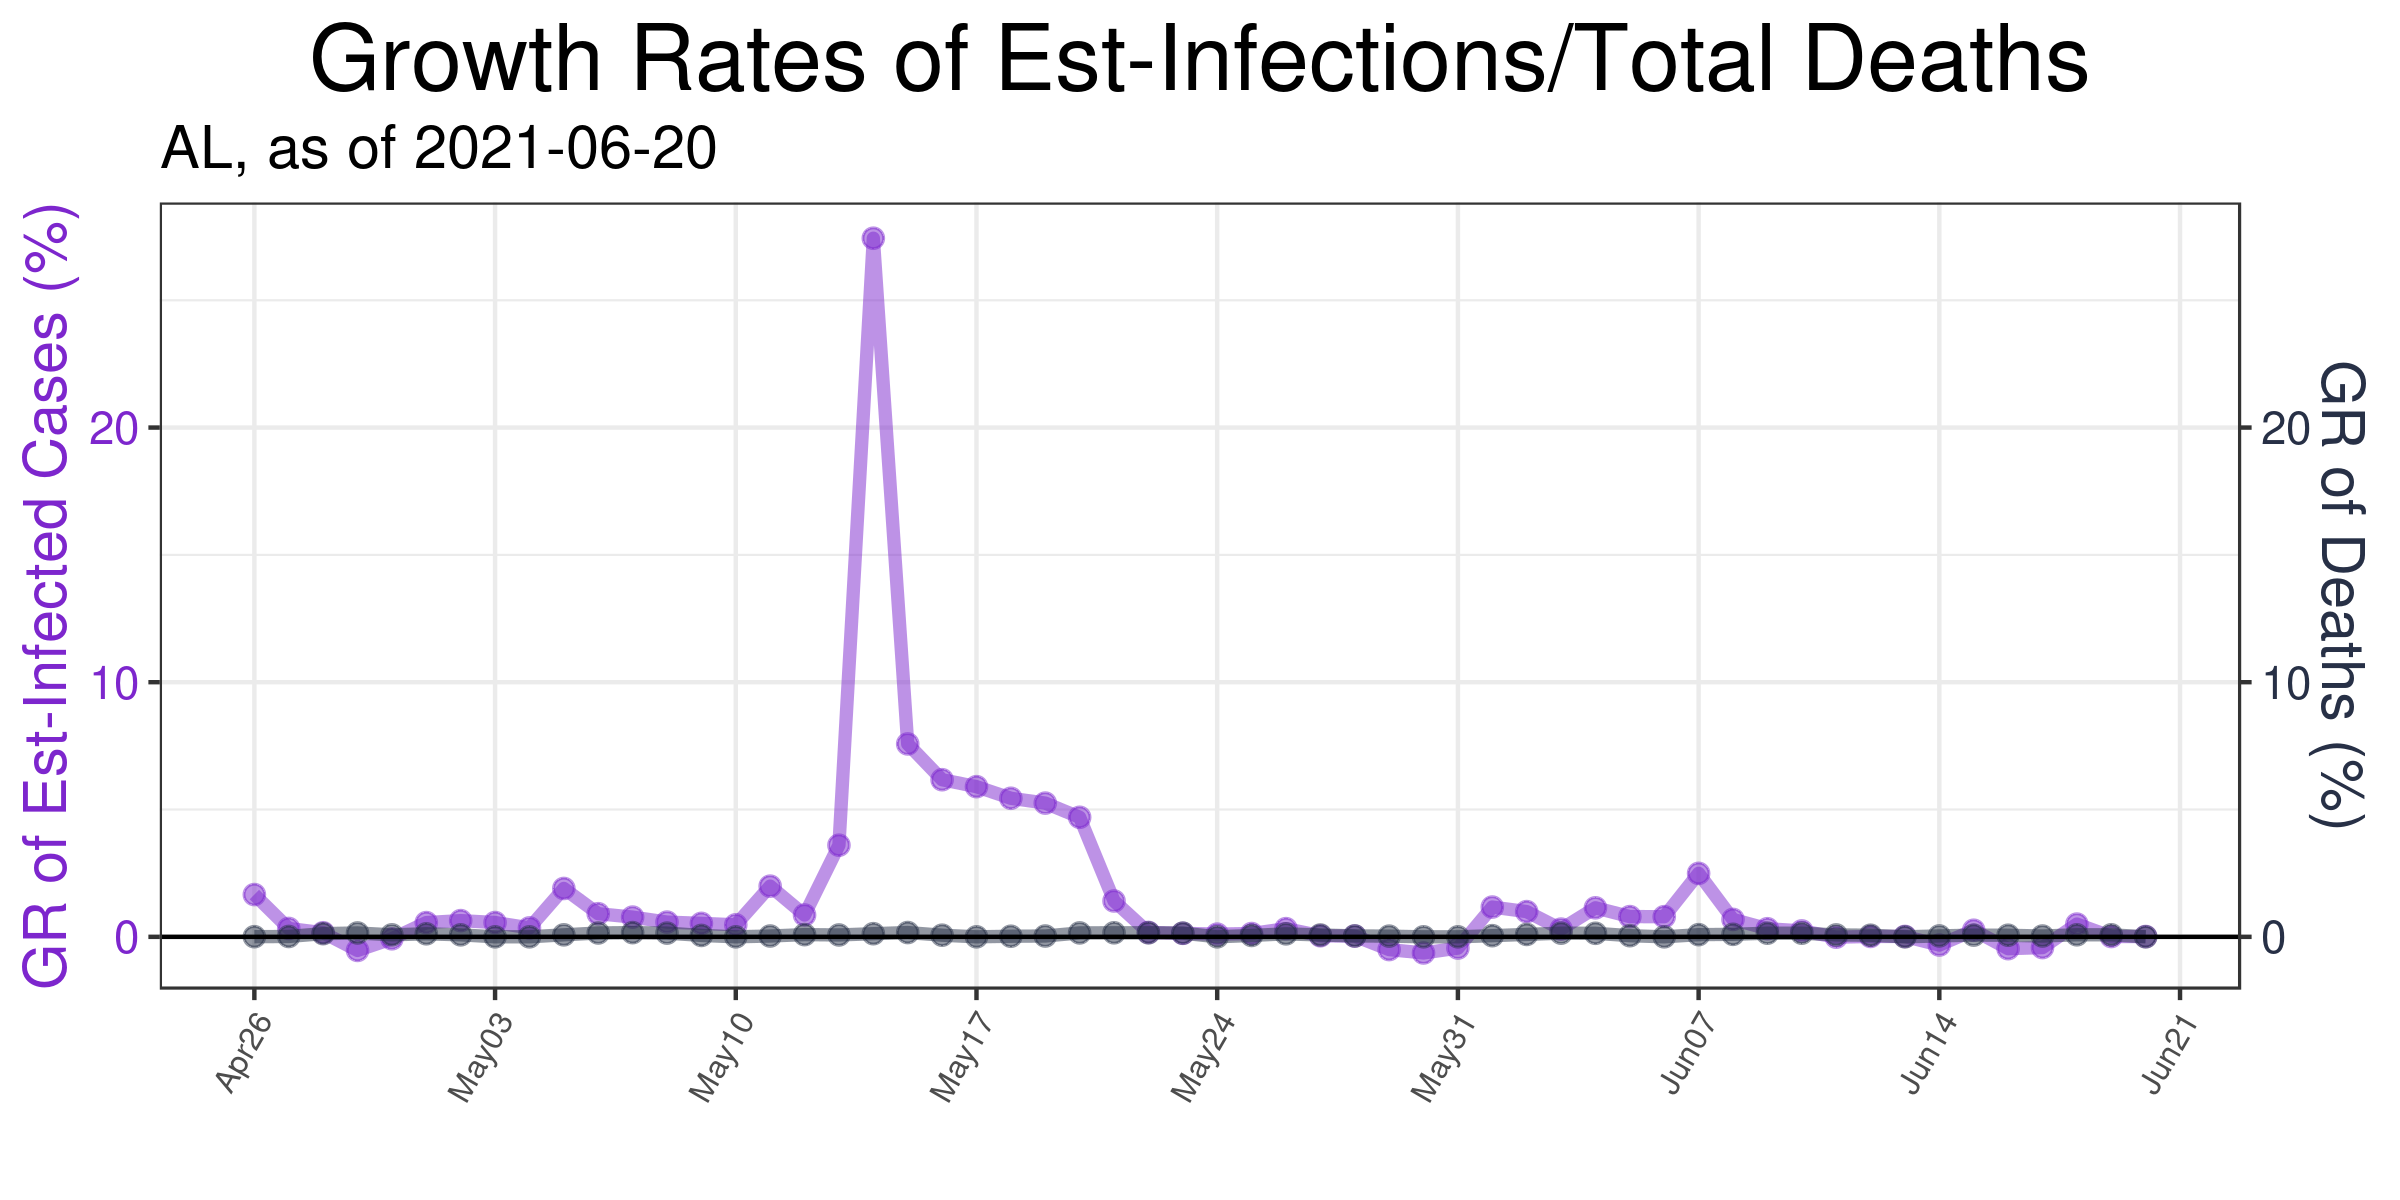 Growth Rates of Est-Infections/Total Deaths
AL, as of 2021-06-20
GR of Est-Infected Cases (%)
20
10
0
20
10
0
GR of Deaths (%)
Apr26
May03
May10
May17
May24
May31
Jun07
Jun14
Jun21